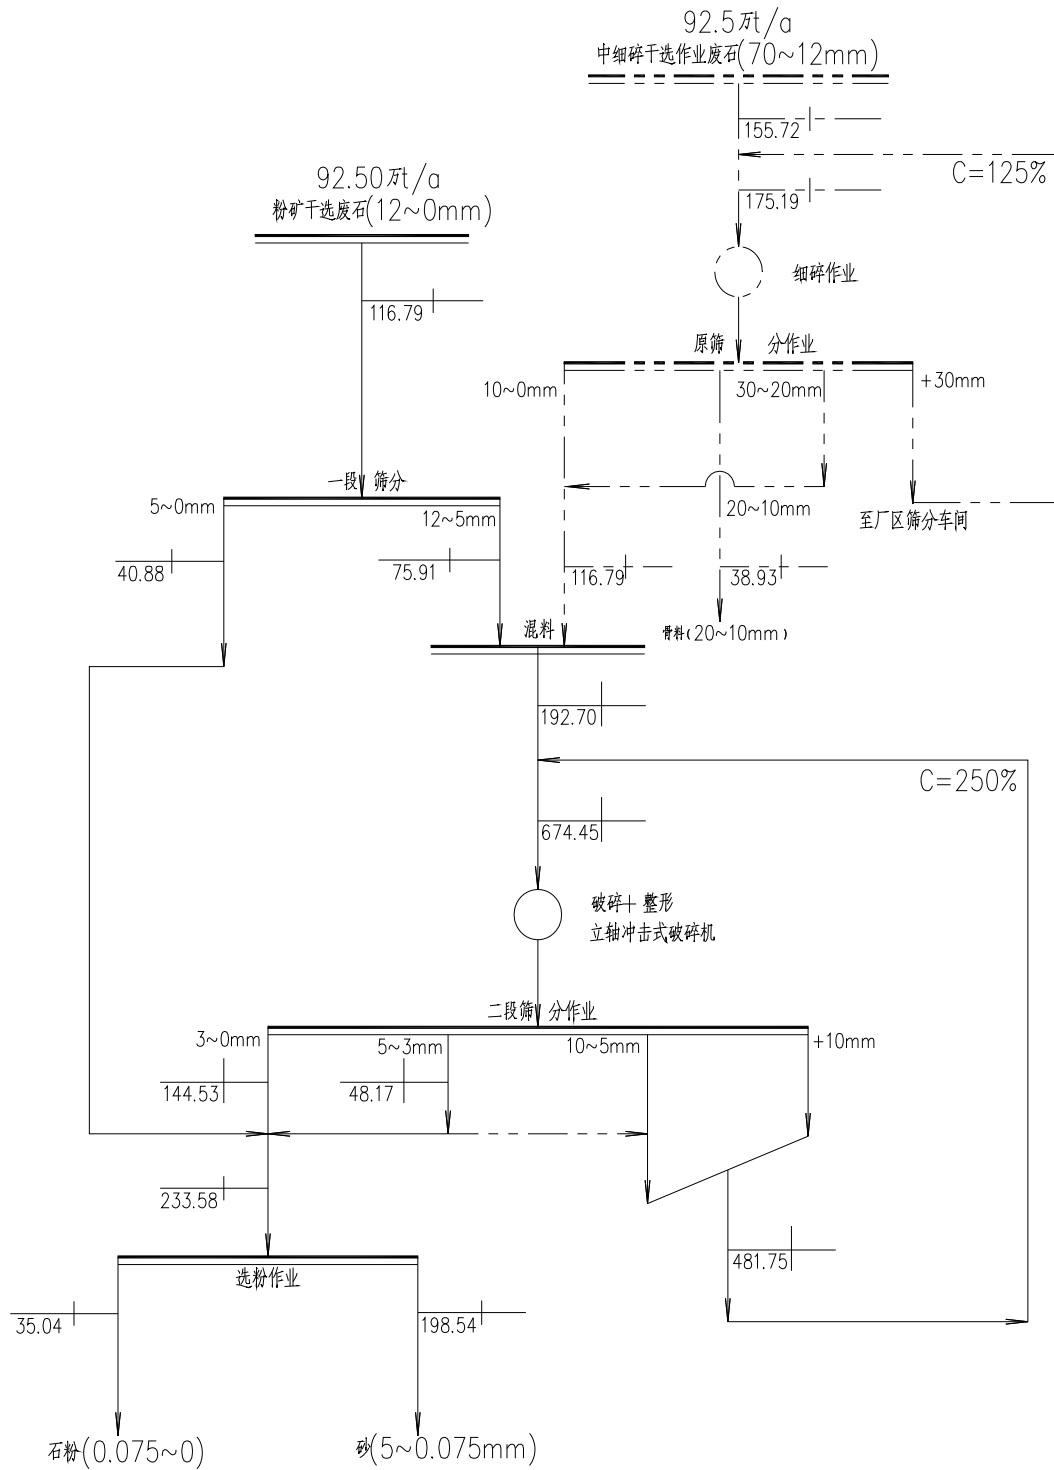 92.5万t/a
中细碎干选作业废石(70~12mm)
155.72
C=125%
92.50万t/a
粉矿干选废石(12~0mm)
175.19
细碎作业
116.79
原筛 分作业
10~0mm
30~20mm
+30mm
一段 筛分
5~0mm
12~5mm
20~10mm
至厂区筛分车间
40.88
75.91
116.79
38.93
混料
骨料(20~10mm)
192.70
C=250%
674.45
破碎+ 整形
立轴冲击式破碎机
二段筛 分作业
3~0mm
5~3mm
10~5mm
+10mm
144.53
48.17
233.58
481.75
选粉作业
35.04
198.54
石粉(0.075~0)
砂(5~0.075mm)